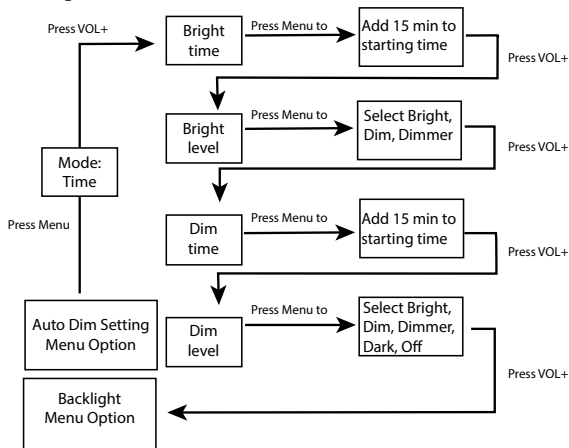 Press VOL+
Bright
time
Press Menu to
Add 15 min to
starting time
Press VOL+
Bright
level
Press Menu to
Select Bright,
Dim, Dimmer
Press VOL+
Mode:
Time
Press Menu
Dim
time
Press Menu to
Add 15 min to
starting time
Press VOL+
Auto Dim Setting
Menu Option
Dim
level
Press Menu to
Select Bright,
Dim, Dimmer,
Dark, Off
Press VOL+
Backlight
Menu Option